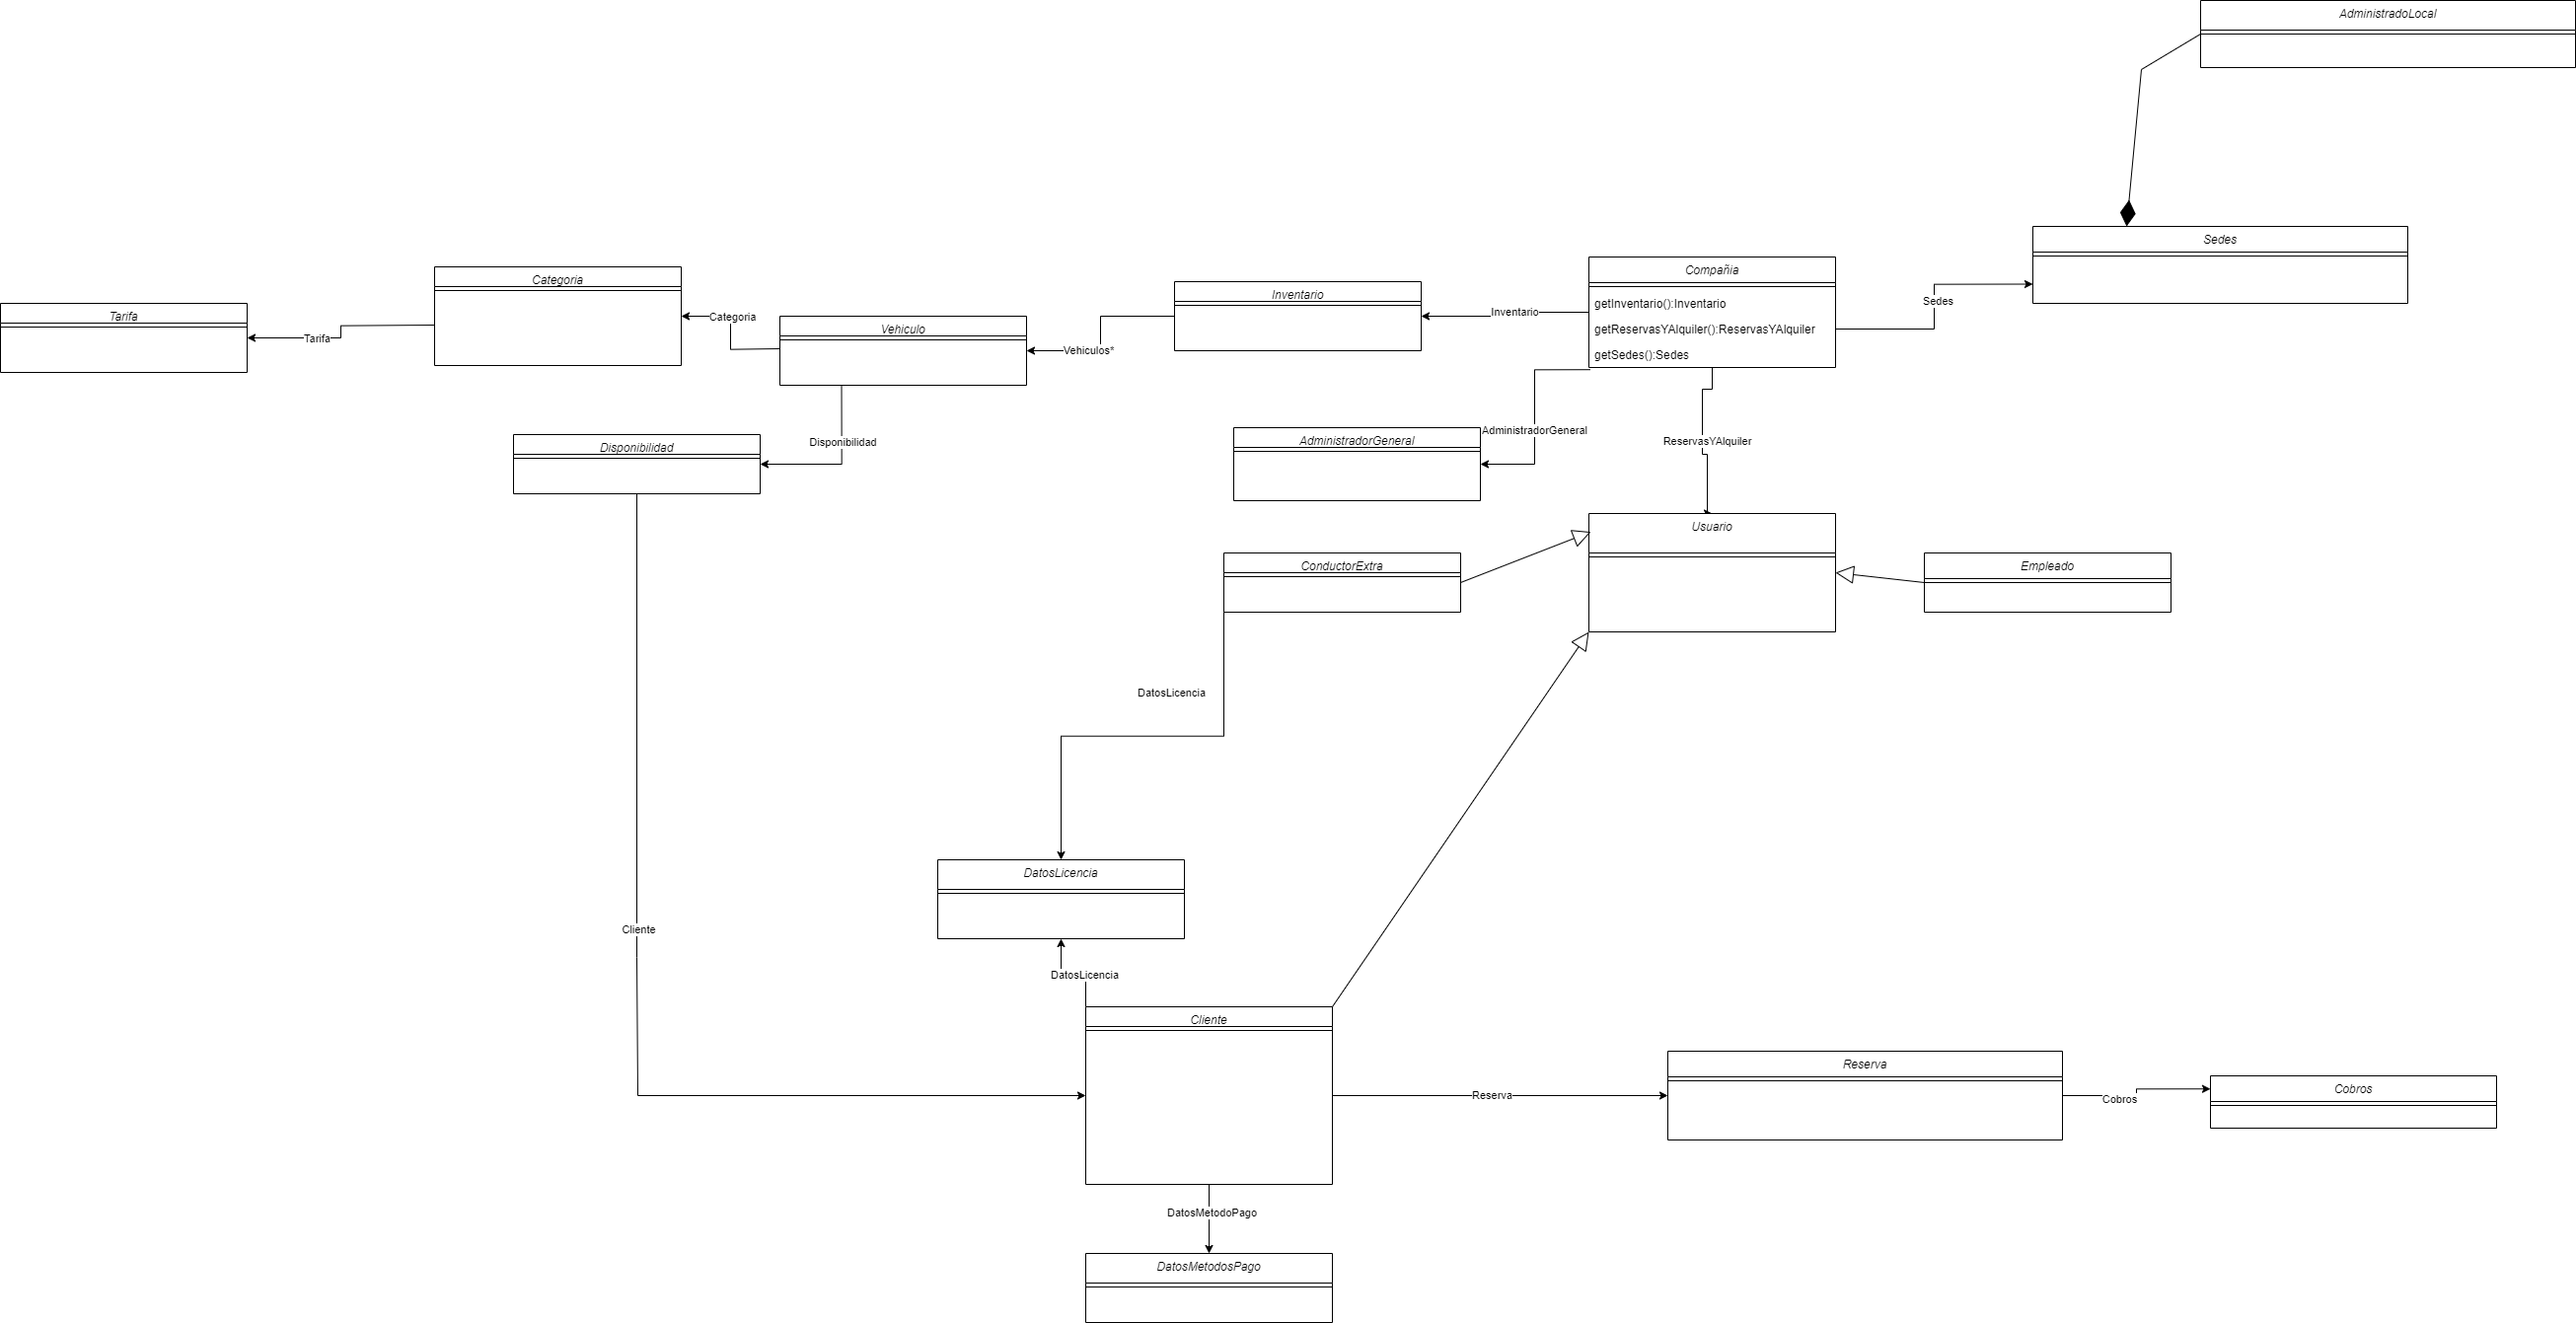 AdministradoLocal
Sedes
Compañia
getInventario():Inventario
getReservasYAlquiler():ReservasYAlquiler
getSedes():Sedes
Sedes
Inventario
Inventario
Categoria
Categoria
Vehiculo
Vehiculos*
Tarifa
Tarifa
Disponibilidad
Disponibilidad
AdministradorGeneral
AdministradorGeneral
ReservasYAlquiler
Usuario
ConductorExtra
Empleado
DatosLicencia
DatosLicencia
Cliente
DatosLicencia
Cliente
Reserva
Reserva
Cobros
Cobros
DatosMetodoPago
DatosMetodosPago